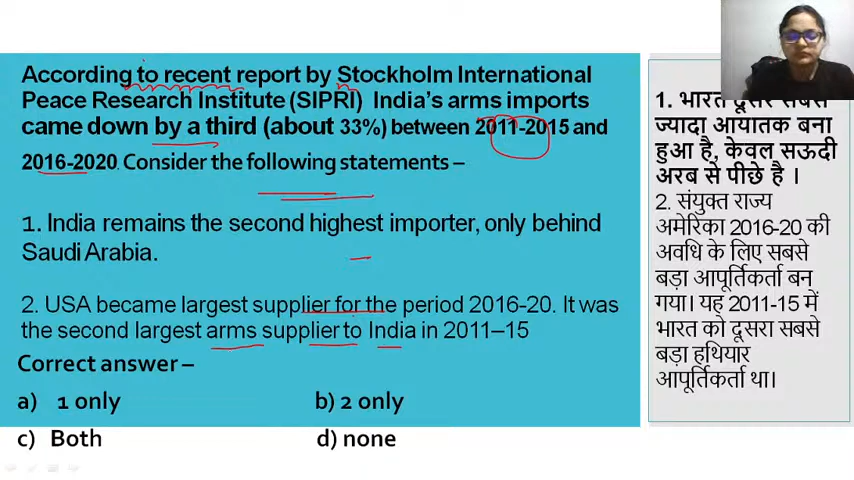 According to recent report by Stockholm International
Peace Research Institute (SIPRI) India's arms imports
came down by a third (about 33%) between 2011-2015 and
2016-2020. Consider the following statements –
1. India remains the second highest importer, only behind
Saudi Arabia.
2. USA became largest supplier for the period 2016-20. It was
the second largest arms supplier to India in 2011–15
Correct answer –
a) 1 only
b) 2 only
c) Both
d) none
1. भारत दूसर सबसे
ज्यादा आयातक बना
हुआ है, केवल सऊदी
अरब से पीछे है ।
2. संयुक्त राज्य
अमेरिका 2016-20 की
अवधि के लिए सबसे
बड़ा आपूर्तिकर्ता बन
गया। यह 2011-15 में
भारत को दूसरा सबसे
बड़ा हथियार
आपूर्तिकर्ता था।